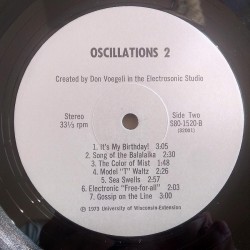 OSCILLATIONS 2
Created by Don Voegeli in the Electrosonic Studio
Stereo
33⅓ rpm
Side Two
S80-1520-B
(S2001)
1. It's My Birthday! 3:05
2. Song of the Balalaika 2:30
3. The Color of Mist 1:48
4. Model "T" Waltz 2:31
5. Sea Swells 2:57
6. Electronic "Free-for-all" 2:30
7. Gossip on the Line 3:00
© 1973 University of Wisconsin-Extension